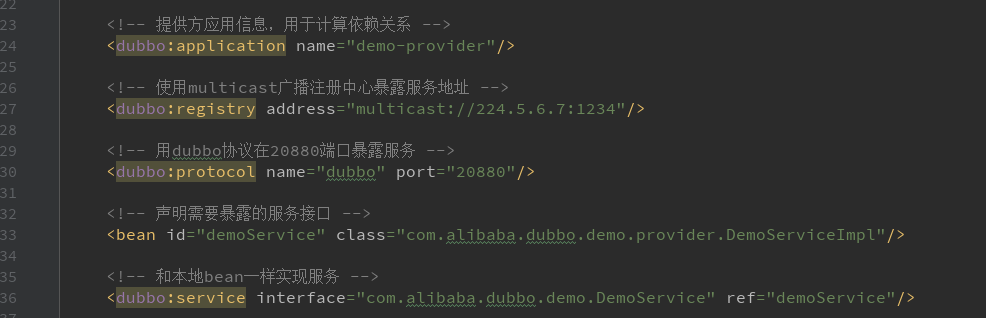 22
23 <!-- 提供方应用信息，用于计算依赖关系 -->
24 <dubbo:application name="demo-provider"/>
25
26 <!-- 使用multicast广播注册中心暴露服务地址 -->
27 <dubbo:registry address="multicast://224.5.6.7:1234"/>
28
29 <!-- 用dubbo协议在20880端口暴露服务 -->
30 <dubbo:protocol name="dubbo" port="20880"/>
31
32 <!-- 声明需要暴露的服务接口 -->
33 <bean id="demoService" class="com.alibaba.dubbo.demo.provider.DemoServiceImpl"/>
34
35 <!-- 和本地bean一样实现服务 -->
36 <dubbo:service interface="com.alibaba.dubbo.demo.DemoService" ref="demoService"/>
37